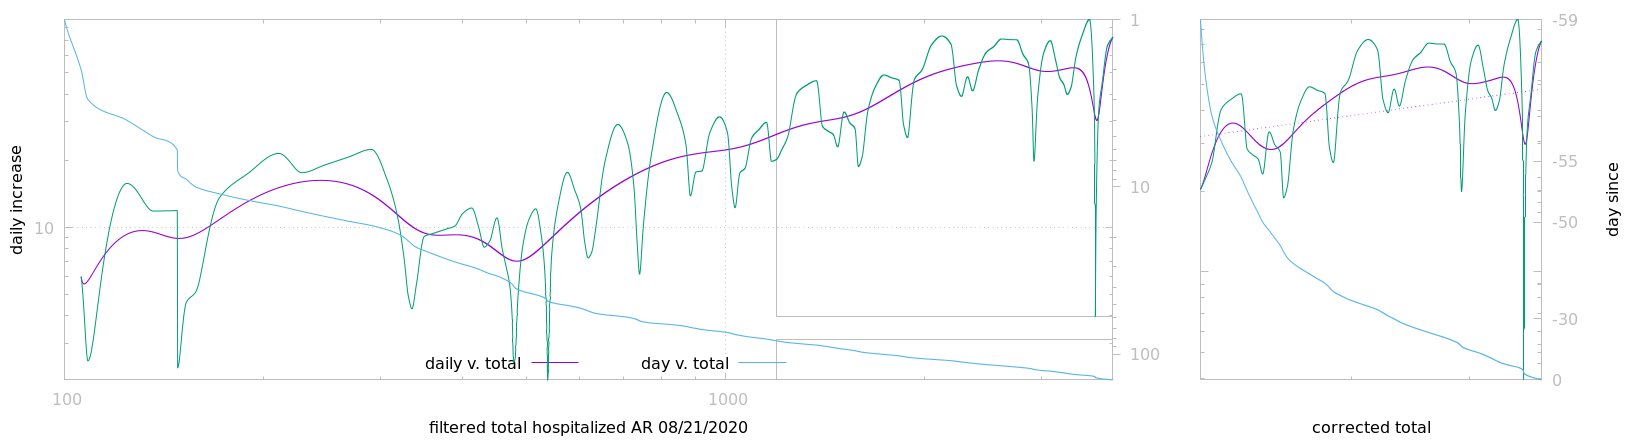 1
-59
daily increase
10
10
-55
-50
day since
-30
daily v. total
day v. total
100
0
100
1000
filtered total hospitalized AR 08/21/2020
corrected total